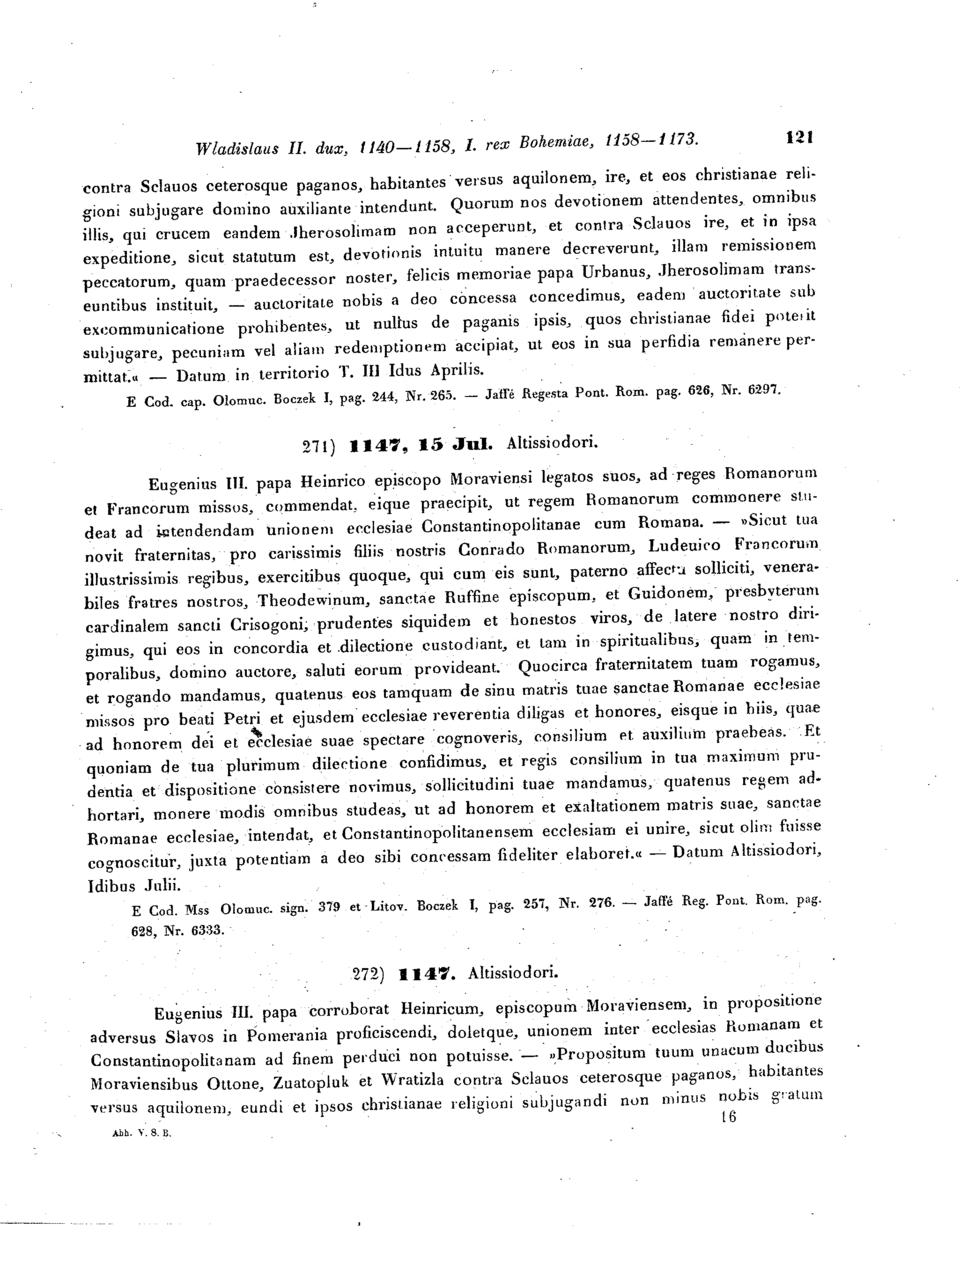 Wladislaus II. dux, 1140—1158, I. rex Bohemiae, 1158—1173. 121
contra Sclauos ceterosque paganos, habitantes versus aquilonem, ire, et eos christianae reli-
gioni subjugare domino auxiliante intendunt. Quorum nos devotionem attendentes, omnibus
illis, qui crucem eandem Jherosolimam non acceperunt, et contra Sclauos ire, et in ipsa
expeditione, sicut statutum est, devotionis intuitu manere decreverunt, illam remissionem
peccatorum, quam praedecessor noster, felicis memoriae papa Urbanus, Jherosolimam trans-
euntibus instituit, — auctoritate nobis a deo concessa concedimus, eadem auctoritate sub
excommunicatione prohibentes, ut nullus de paganis ipsis, quos christianae fidei poterit
subjugare, pecuniam vel aliam redemptionem accipiat, ut eos in sua perfidia remanere per-
mittat.« — Datum in territorio T. III Idus Aprilis.
E Cod. cap. Olomuc. Boczek I, pag. 244, Nr. 265. — Jaffé Regesta Pont. Rom. pag. 626, Nr. 6297.
271) 1147, 15 Jul. Altissiodori.
Eugenius III. papa Heinrico episcopo Moraviensi legatos suos, ad reges Romanorum
et Francorum missos, commendat, eique praecipit, ut regem Romanorum commonere stu-
deat ad intendendam unionem ecclesiae Constantinopolitanae cum Romana. — »Sicut tua
novit fraternitas, pro carissimis filiis nostris Conrado Romanorum, Ludeuico Francorum
illustrissimis regibus, exercitibus quoque, qui cum eis sunt, paterno affectu solliciti, venera-
biles fratres nostros, Theodewinum, sanctae Ruffine episcopum, et Guidonem, presbyterum
cardinalem sancti Crisogoni; prudentes siquidem et honestos viros, de latere nostro diri-
gimus, qui eos in concordia et dilectione custodiant, et tam in spiritualibus, quam in tem-
poralibus, domino auctore, saluti eorum provideant. Quocirca fraternitatem tuam rogamus,
et rogando mandamus, quatenus eos tamquam de sinu matris tuae sanctae Romanae ecclesiae
missos pro beati Petri et ejusdem ecclesiae reverentia diligas et honores, eisque in hiis, quae
ad honorem dei et ecclesiae suae spectare cognoveris, consilium et auxilium praebeas. Et
quoniam de tua plurimum dilectione confidimus, et regis consilium in tua maximum pru-
dentia et dispositione consistere novimus, sollicitudini tuae mandamus, quatenus regem ad-
hortari, monere modis omnibus studeas, ut ad honorem et exaltationem matris suae, sanctae
Romanae ecclesiae, intendat, et Constantinopolitanensem ecclesiam ei unire, sicut olim fuisse
cognoscitur, juxta potentiam a deo sibi concessam fideliter elaboret.« — Datum Altissiodori,
Idibus Julii.
E Cod. Mss Olomuc. sign. 379 et Litov. Boczek I, pag. 257, Nr. 276. — Jaffé Reg. Pont. Rom. pag.
628, Nr. 6333.
272) 1147. Altissiodori.
Eugenius III. papa corroborat Heinricum, episcopum Moraviensem, in propositione
adversus Slavos in Pomerania proficiscendi, doletque, unionem inter ecclesias Romanam et
Constantinopolitanam ad finem perduci non potuisse. — »Propositum tuum unacum ducibus
Moraviensibus Ottone, Zuatopluk et Wratizla contra Sclauos ceterosque paganos, habitantes
versus aquilonem, eundi et ipsos christianae religioni subjugandi non minus nobis gratum
Abh. V. 8. B. 16